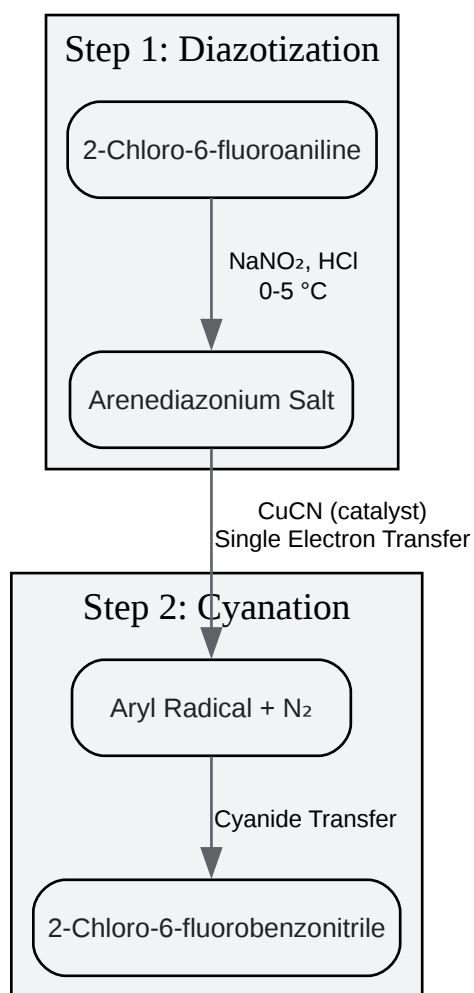 Step 1: Diazotization
2-Chloro-6-fluoroaniline
NaNO₂, HCl
0-5 °C
Arenediazonium Salt
CuCN (catalyst)
Single Electron Transfer
Step 2: Cyanation
Aryl Radical + N₂
Cyanide Transfer
2-Chloro-6-fluorobenzonitrile